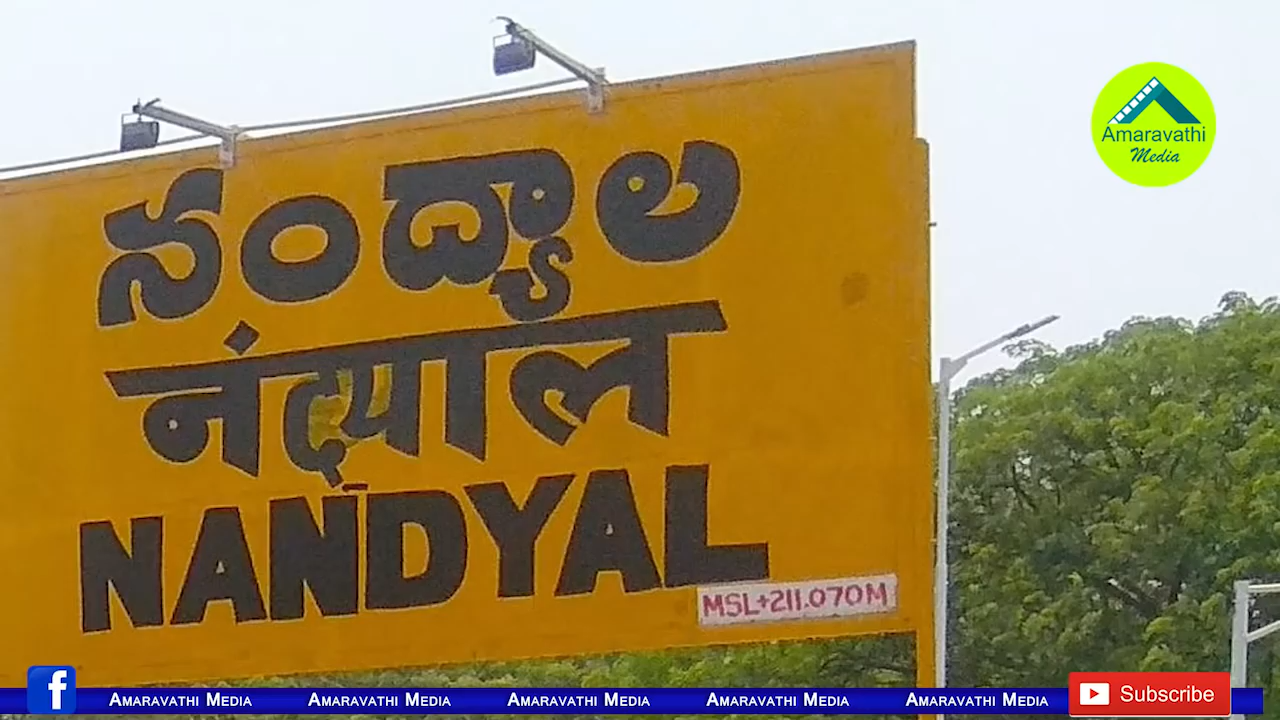 నంద్యాల
नंद्याल
NANDYAL
MSL+211.070M
Amaravathi
Media
f Amaravathi Media Amaravathi Media Amaravathi Media Amaravathi Media Amaravathi Media Subscribe